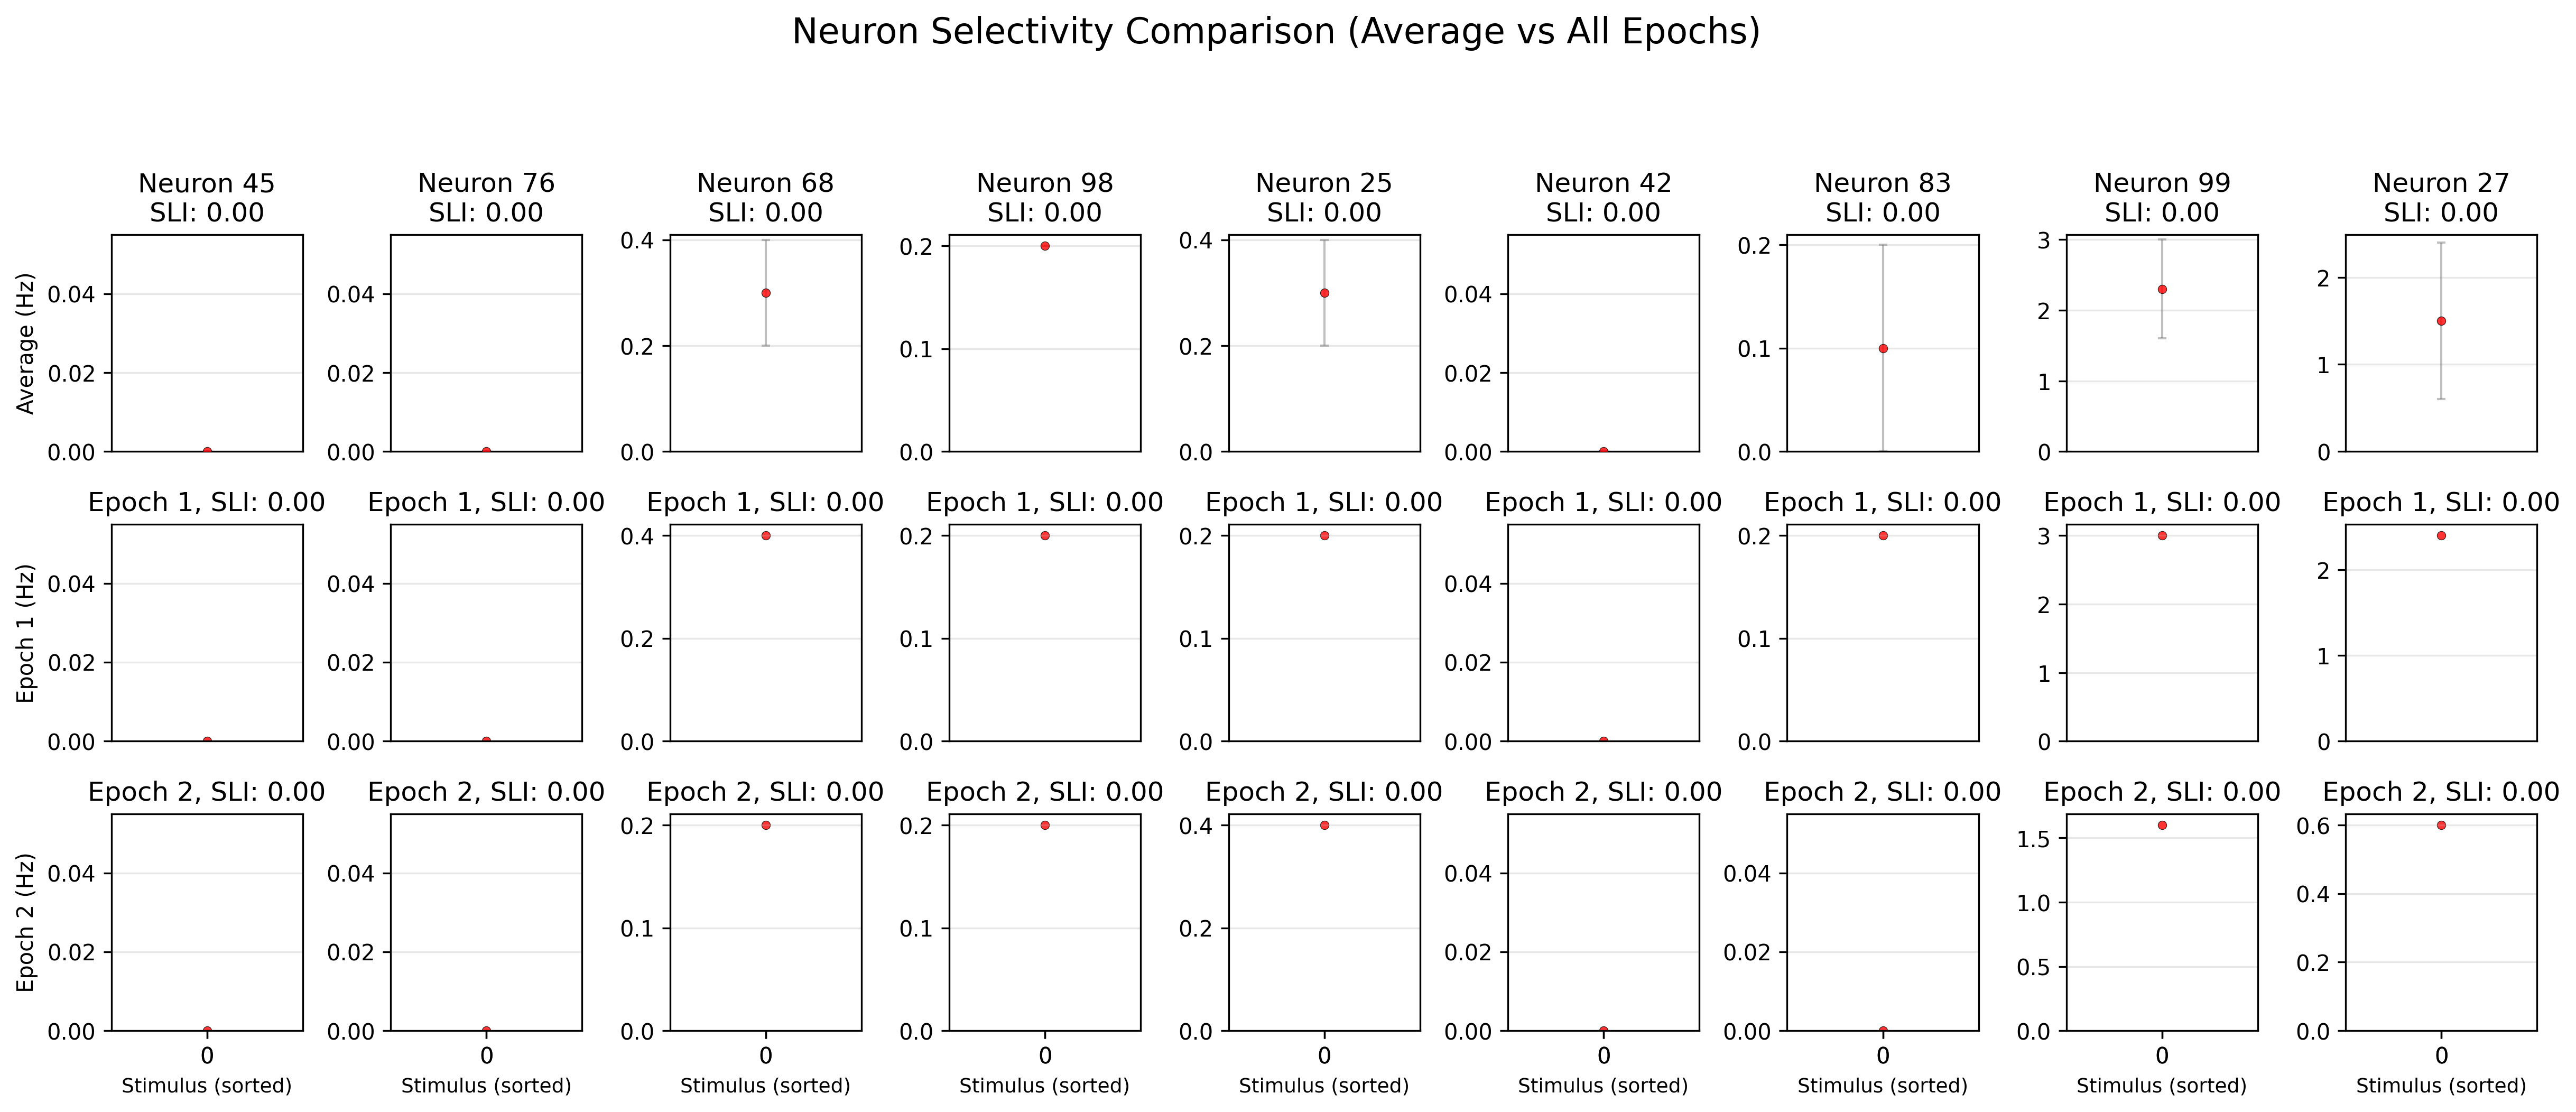 Neuron Selectivity Comparison (Average vs All Epochs)
Neuron 45
SLI: 0.00
Neuron 76
SLI: 0.00
Neuron 68
SLI: 0.00
Neuron 98
SLI: 0.00
Neuron 25
SLI: 0.00
Neuron 42
SLI: 0.00
Neuron 83
SLI: 0.00
Neuron 99
SLI: 0.00
Neuron 27
SLI: 0.00
Average (Hz)
0.04
0.02
0.00
0.04
0.02
0.00
0.4
0.2
0.0
0.2
0.1
0.0
0.4
0.2
0.0
0.04
0.02
0.00
0.2
0.1
0.0
3
2
1
0
2
1
0
Epoch 1, SLI: 0.00
Epoch 1, SLI: 0.00
Epoch 1, SLI: 0.00
Epoch 1, SLI: 0.00
Epoch 1, SLI: 0.00
Epoch 1, SLI: 0.00
Epoch 1, SLI: 0.00
Epoch 1, SLI: 0.00
Epoch 1, SLI: 0.00
Epoch 1 (Hz)
0.04
0.02
0.00
0.04
0.02
0.00
0.4
0.2
0.0
0.2
0.1
0.0
0.2
0.1
0.0
0.04
0.02
0.00
0.2
0.1
0.0
3
2
1
0
2
1
0
Epoch 2, SLI: 0.00
Epoch 2, SLI: 0.00
Epoch 2, SLI: 0.00
Epoch 2, SLI: 0.00
Epoch 2, SLI: 0.00
Epoch 2, SLI: 0.00
Epoch 2, SLI: 0.00
Epoch 2, SLI: 0.00
Epoch 2, SLI: 0.00
Epoch 2 (Hz)
0.04
0.02
0.00
0.04
0.02
0.00
0.2
0.1
0.0
0.2
0.1
0.0
0.4
0.2
0.0
0.04
0.02
0.00
0.04
0.02
0.00
1.5
1.0
0.5
0.0
0.6
0.4
0.2
0.0
0
0
0
0
0
0
0
0
0
Stimulus (sorted)
Stimulus (sorted)
Stimulus (sorted)
Stimulus (sorted)
Stimulus (sorted)
Stimulus (sorted)
Stimulus (sorted)
Stimulus (sorted)
Stimulus (sorted)